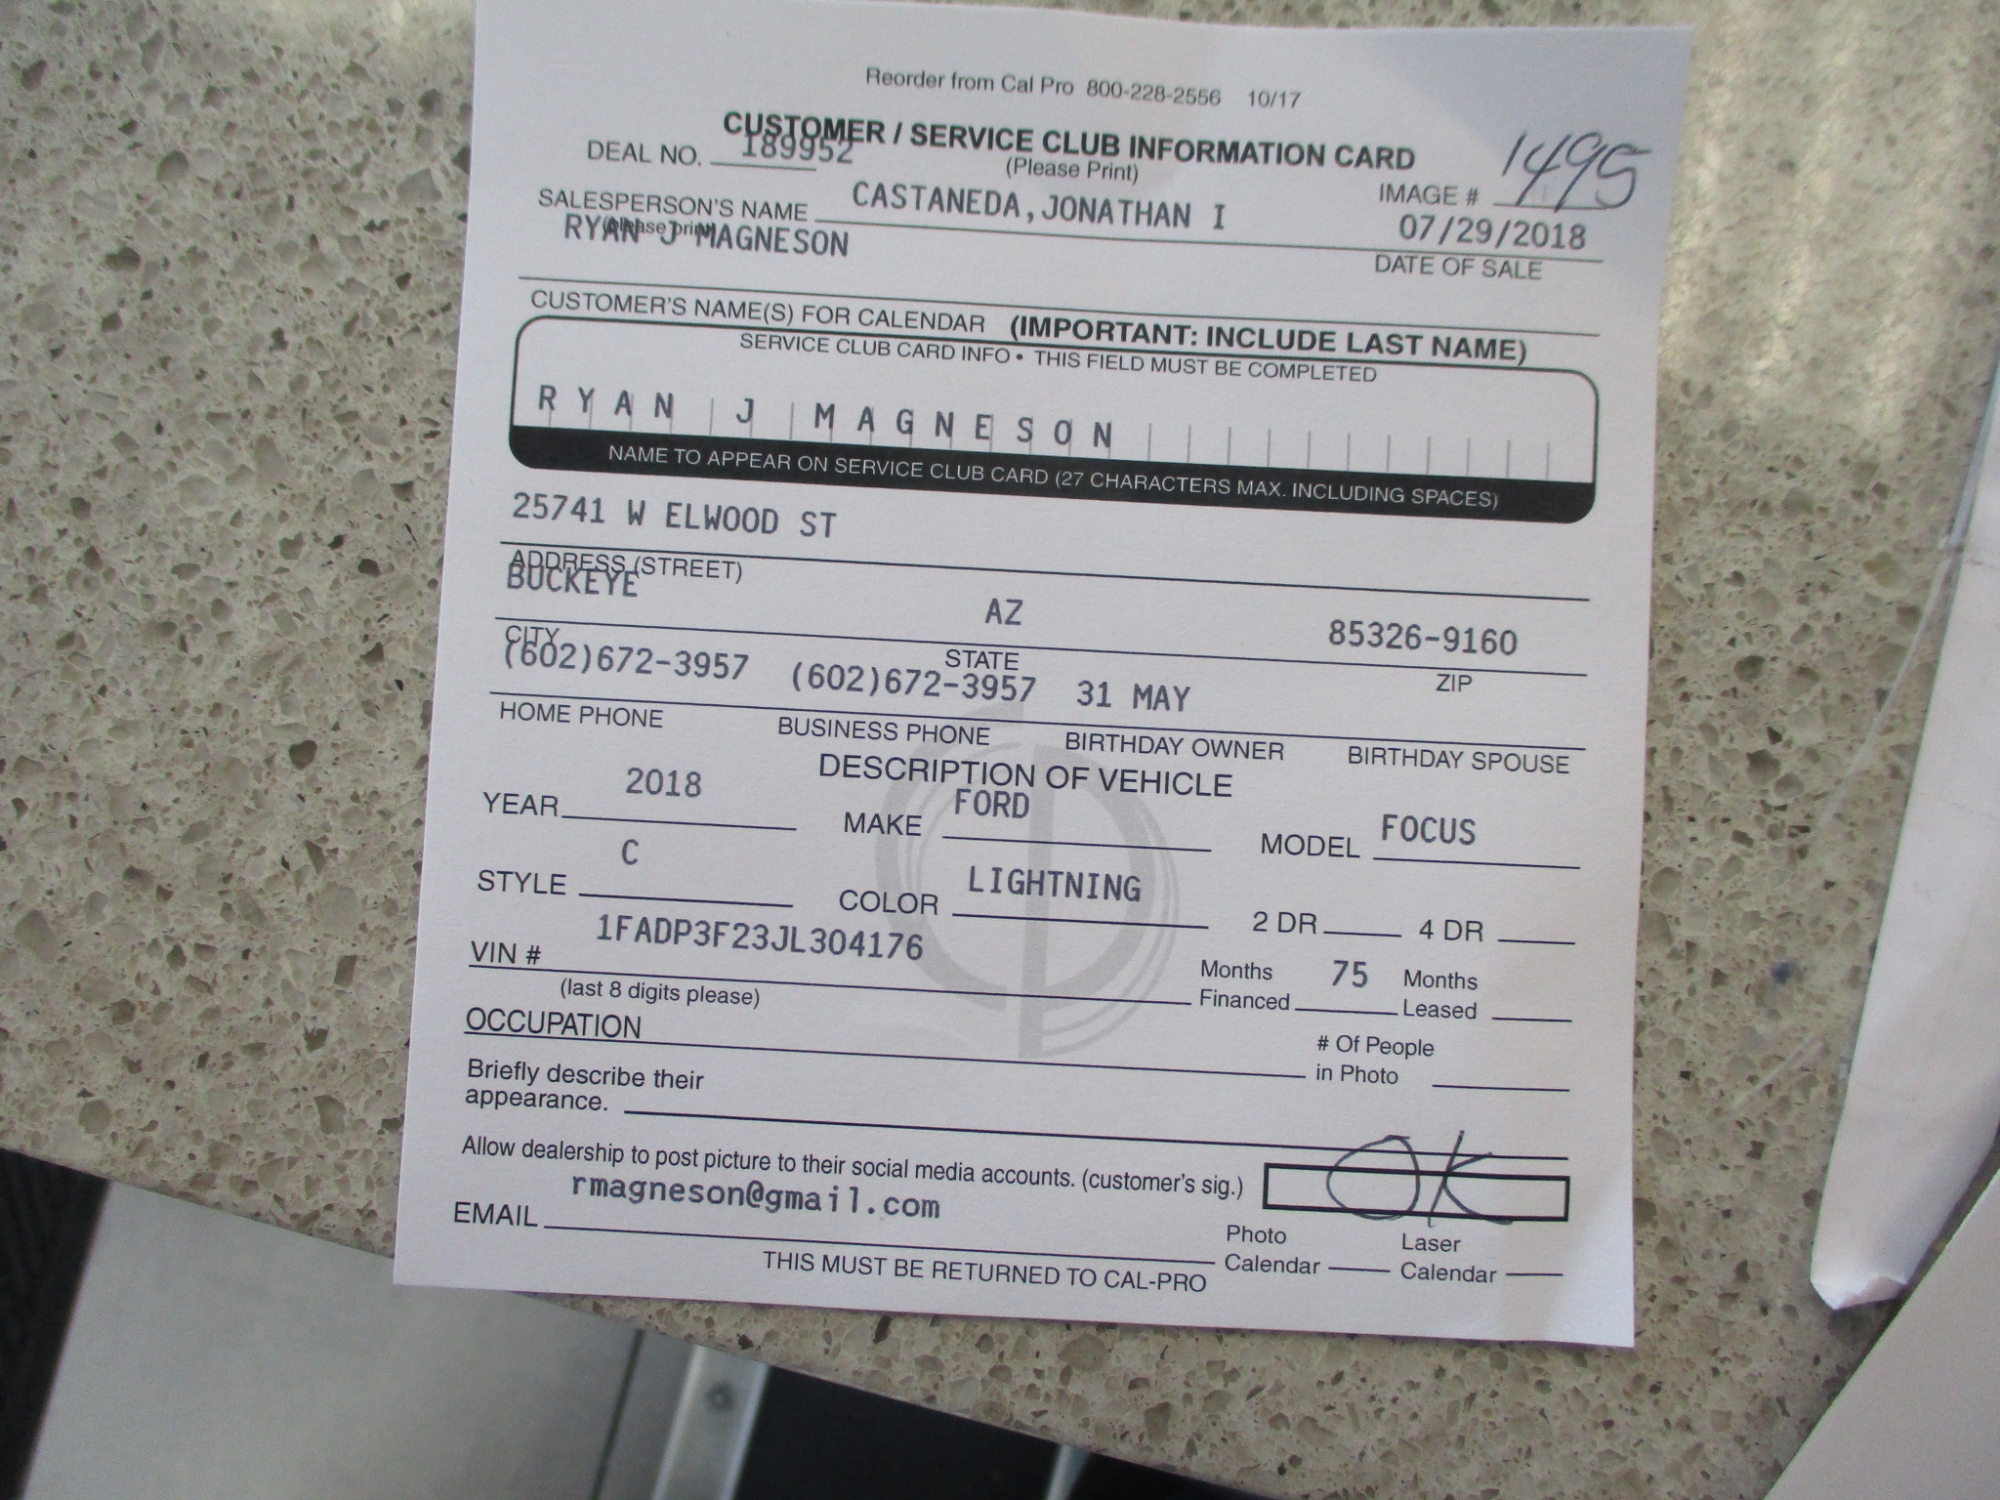 Reorder from Cal Pro 800-228-2556 10/17
CUSTOMER / SERVICE CLUB INFORMATION CARD
(Please Print)
DEAL NO. 189952
IMAGE # 1495
SALESPERSON'S NAME CASTANEDA,JONATHAN I
(please print)
07/29/2018
DATE OF SALE
RYAN J MAGNESON
CUSTOMER'S NAME(S) FOR CALENDAR (IMPORTANT: INCLUDE LAST NAME)
SERVICE CLUB CARD INFO • THIS FIELD MUST BE COMPLETED
RYAN J MAGNESON
NAME TO APPEAR ON SERVICE CLUB CARD (27 CHARACTERS MAX. INCLUDING SPACES)
25741 W ELWOOD ST
ADDRESS (STREET)
BUCKEYE AZ 85326-9160
CITY STATE ZIP
(602)672-3957 (602)672-3957 31 MAY
HOME PHONE BUSINESS PHONE BIRTHDAY OWNER BIRTHDAY SPOUSE
DESCRIPTION OF VEHICLE
YEAR 2018 MAKE FORD MODEL FOCUS
STYLE C COLOR LIGHTNING 2 DR 4 DR
VIN # 1FADP3F23JL304176
(last 8 digits please)
Months Financed 75 Months Leased
OCCUPATION
# Of People in Photo
Briefly describe their
appearance.
Allow dealership to post picture to their social media accounts. (customer's sig.) OK
EMAIL rmagneson@gmail.com
Photo Calendar Laser Calendar
THIS MUST BE RETURNED TO CAL-PRO